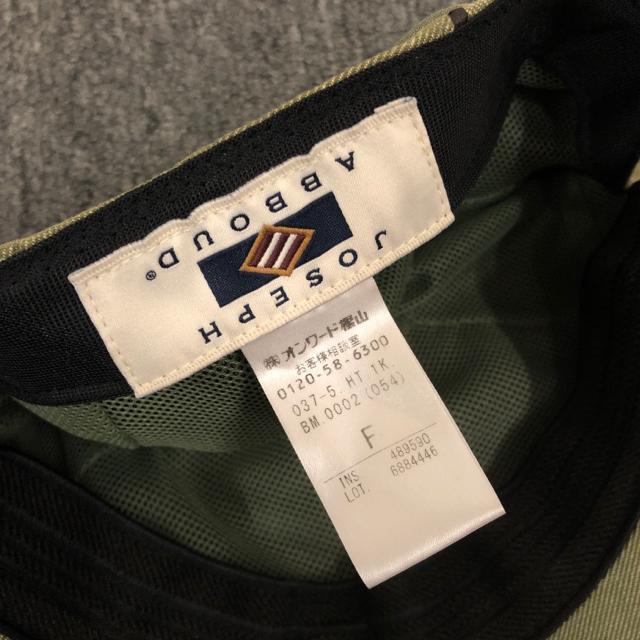 JOSEPH
ABBOUD®
㈱オンワード樫山
お客様相談室
0120-58-6300
037-5, HT 1K.
BM 0002 (054)
F
INS 489590
LOT. 6884446